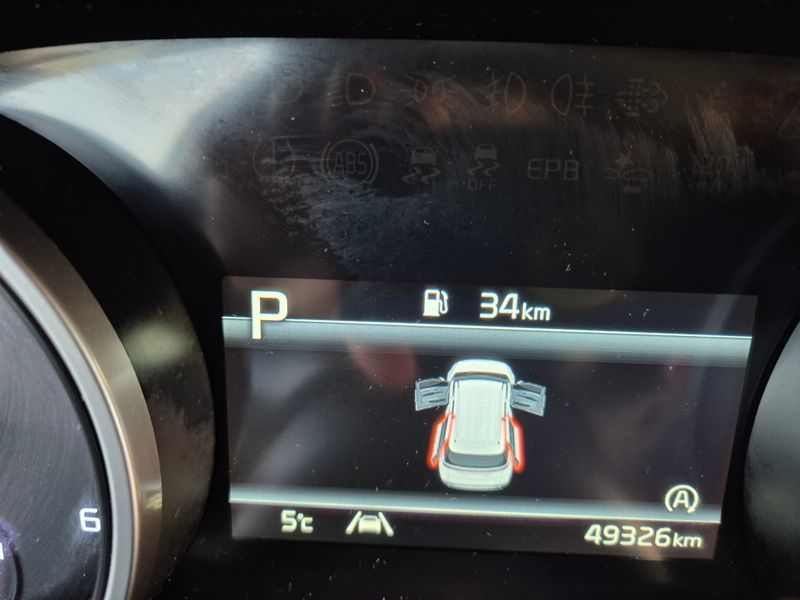 ABS OFF EPB
P 34km
6
A
5°C 49326km